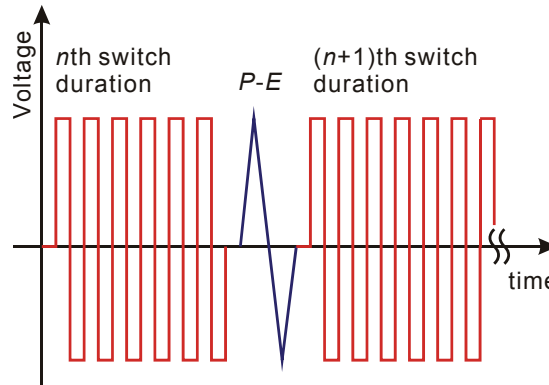 Voltage
nth switch
duration
P-E
(n+1)th switch
duration
time